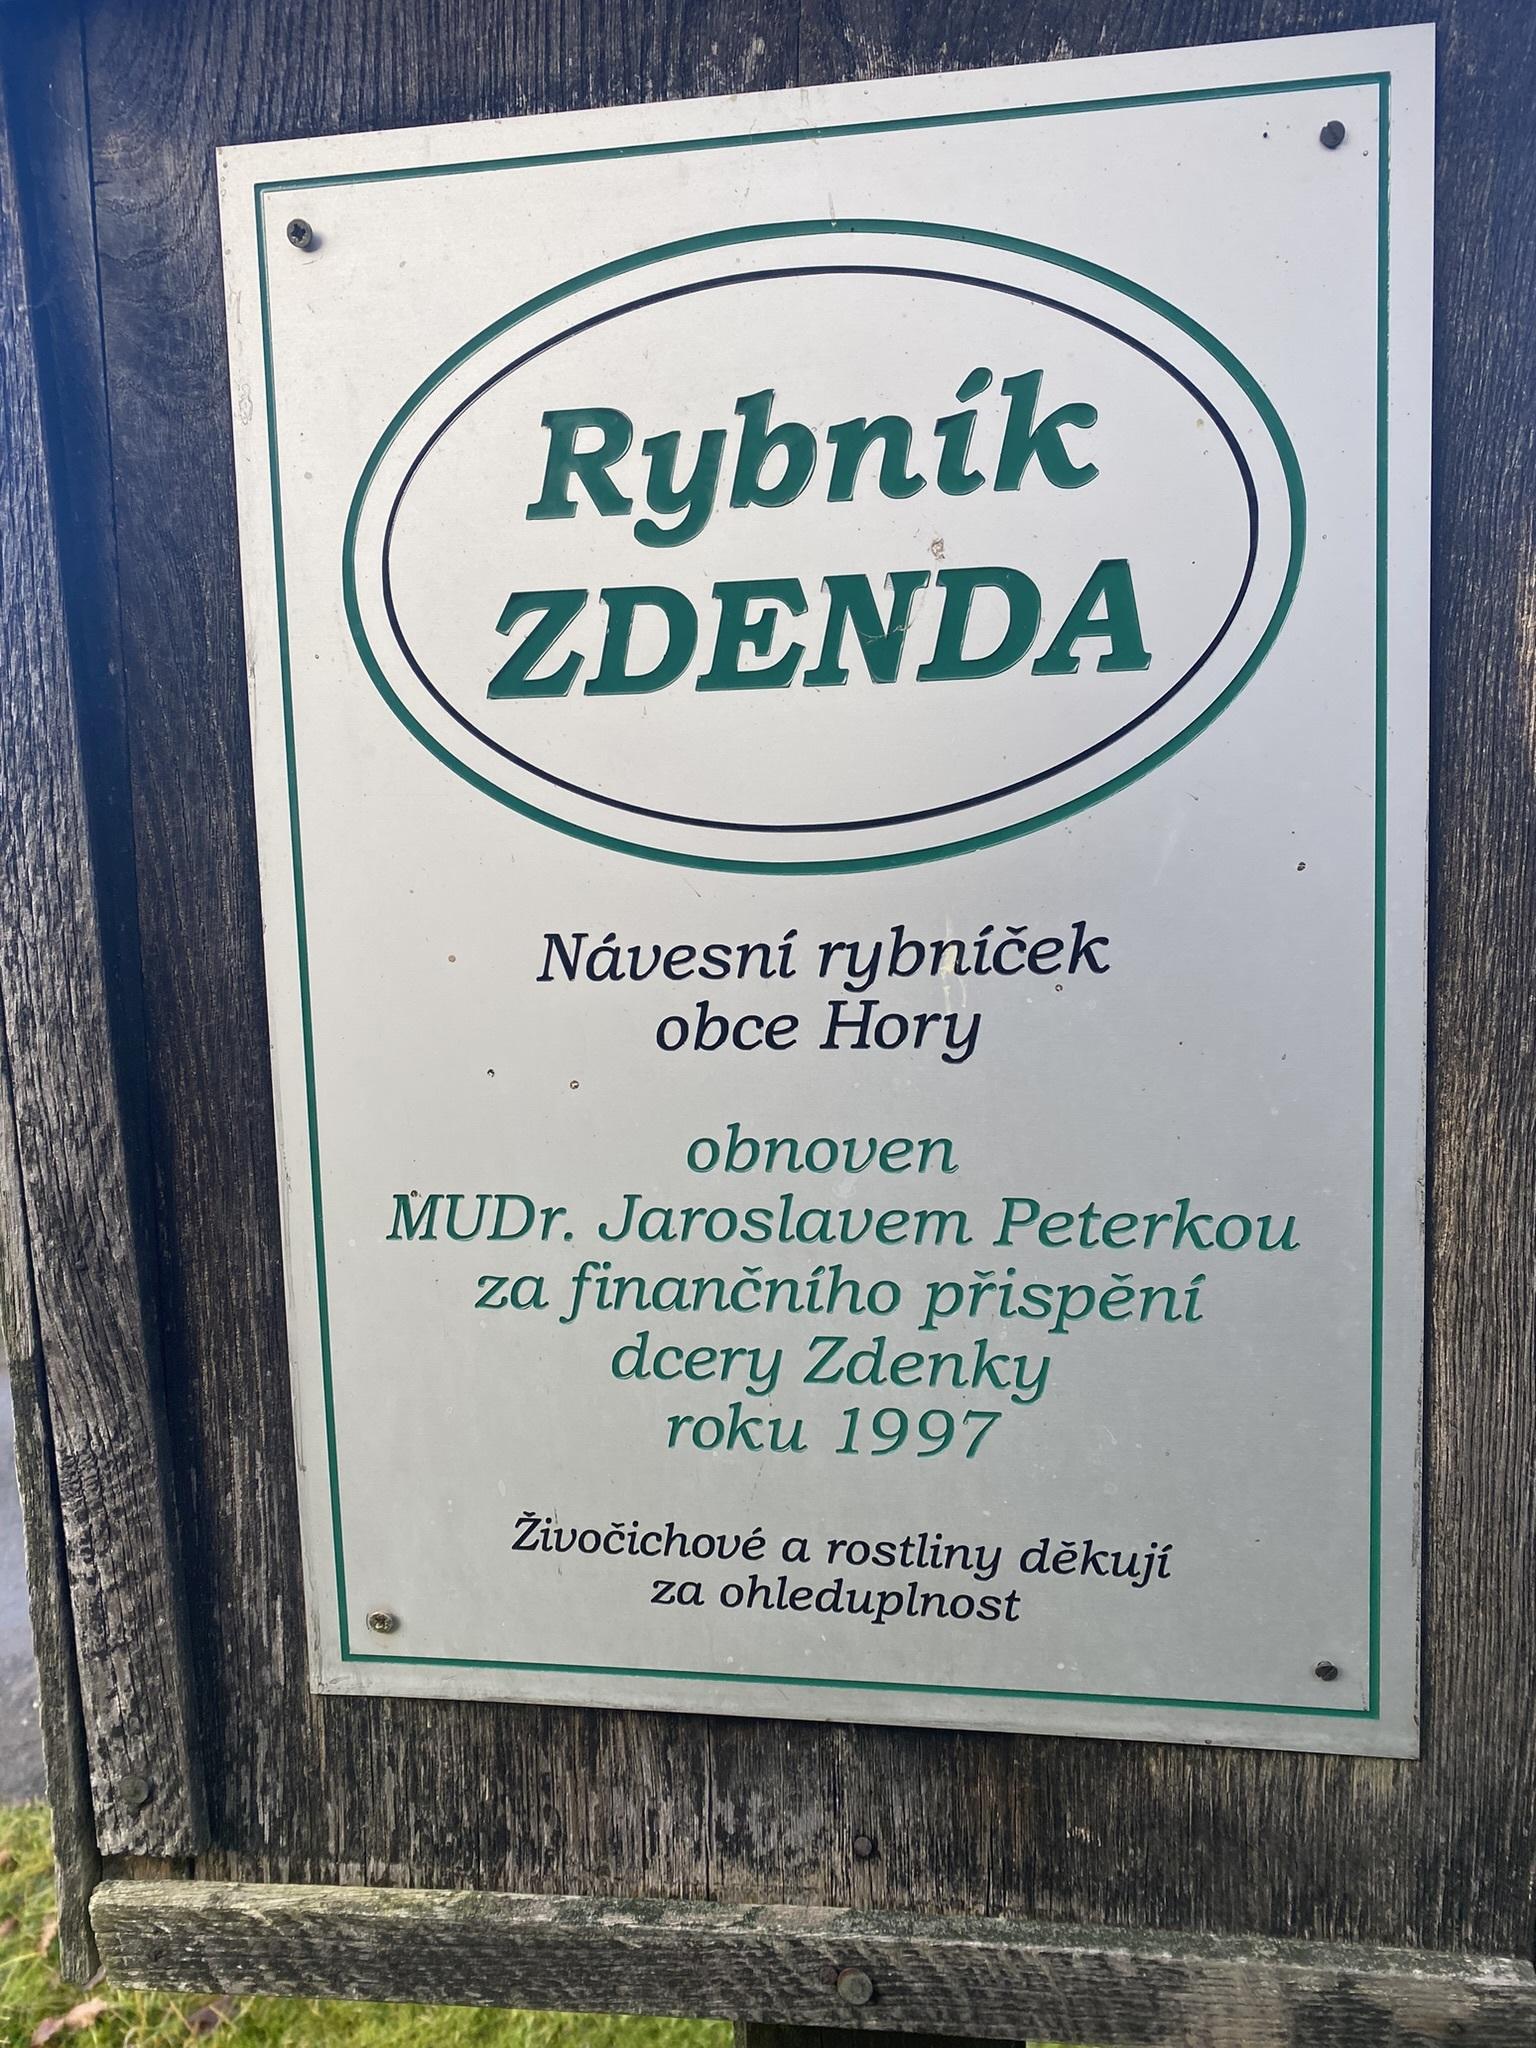 Rybník
ZDENDA
Návesní rybníček
obce Hory
obnoven
MUDr. Jaroslavem Peterkou
za finančního přispění
dcery Zdenky
roku 1997
Živočichové a rostliny děkují
za ohleduplnost